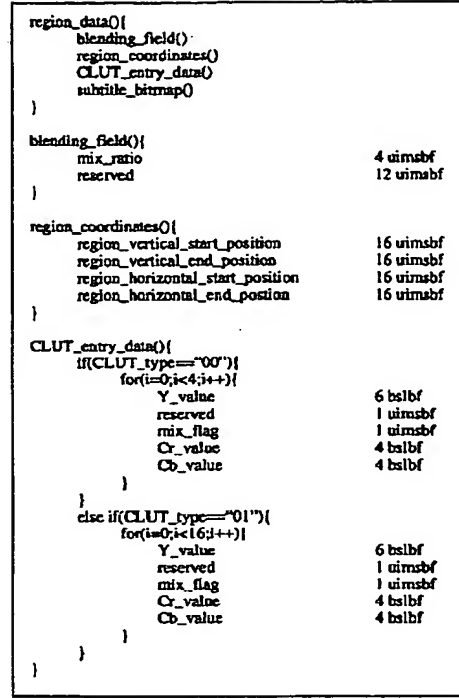 region_data(){
blending_field()
region_coordinates()
CLUT_entry_data()
subtitle_bitmap()
}
blending_field(){
mix_ratio 4 uimsbf
reserved 12 uimsbf
}
region_coordinates(){
region_vertical_start_position 16 uimsbf
region_vertical_end_position 16 uimsbf
region_horizontal_start_position 16 uimsbf
region_horizontal_end_postion 16 uimsbf
}
CLUT_entry_data(){
if(CLUT_type=="00"){
for(i=0;i<4;i++){
Y_value 6 bslbf
reserved 1 uimsbf
mix_flag 1 uimsbf
Cr_value 4 bslbf
Cb_value 4 bslbf
}
}
else if(CLUT_type=="01"){
for(i=0;i<16;i++){
Y_value 6 bslbf
reserved 1 uimsbf
mix_flag 1 uimsbf
Cr_value 4 bslbf
Cb_value 4 bslbf
}
}
}